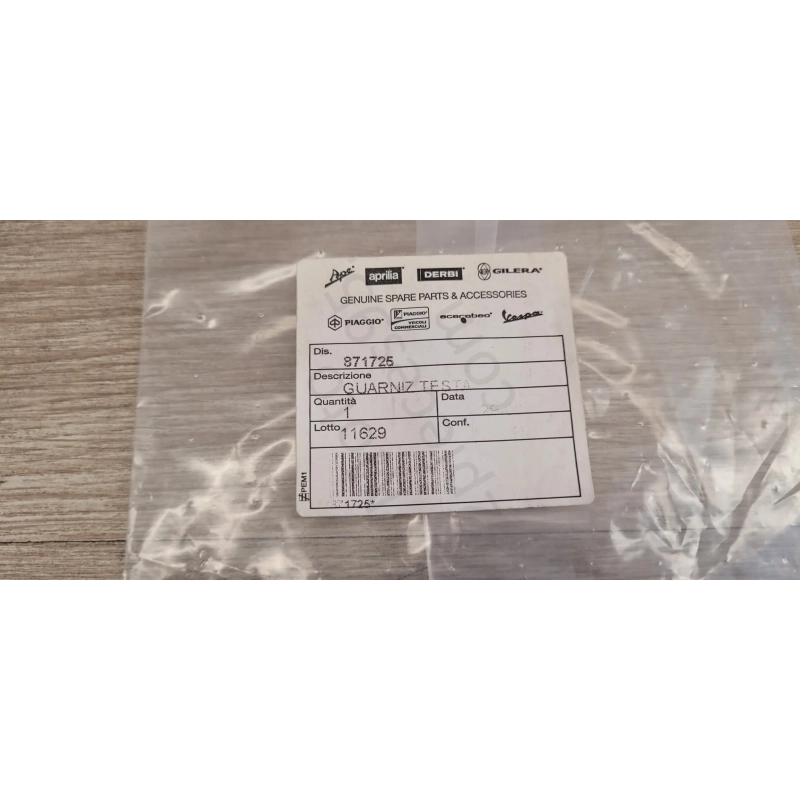 Ape
aprilia DERBI GILERA
GENUINE SPARE PARTS & ACCESSORIES
PIAGGIO PIAGGIO VEICOLI COMMERCIALI scarabeo Vespa
Dis. 871725
Descrizione
GUARNIZ TESTA
Quantità 1 Data
Lotto 11629 Conf.
PEM1
871725*